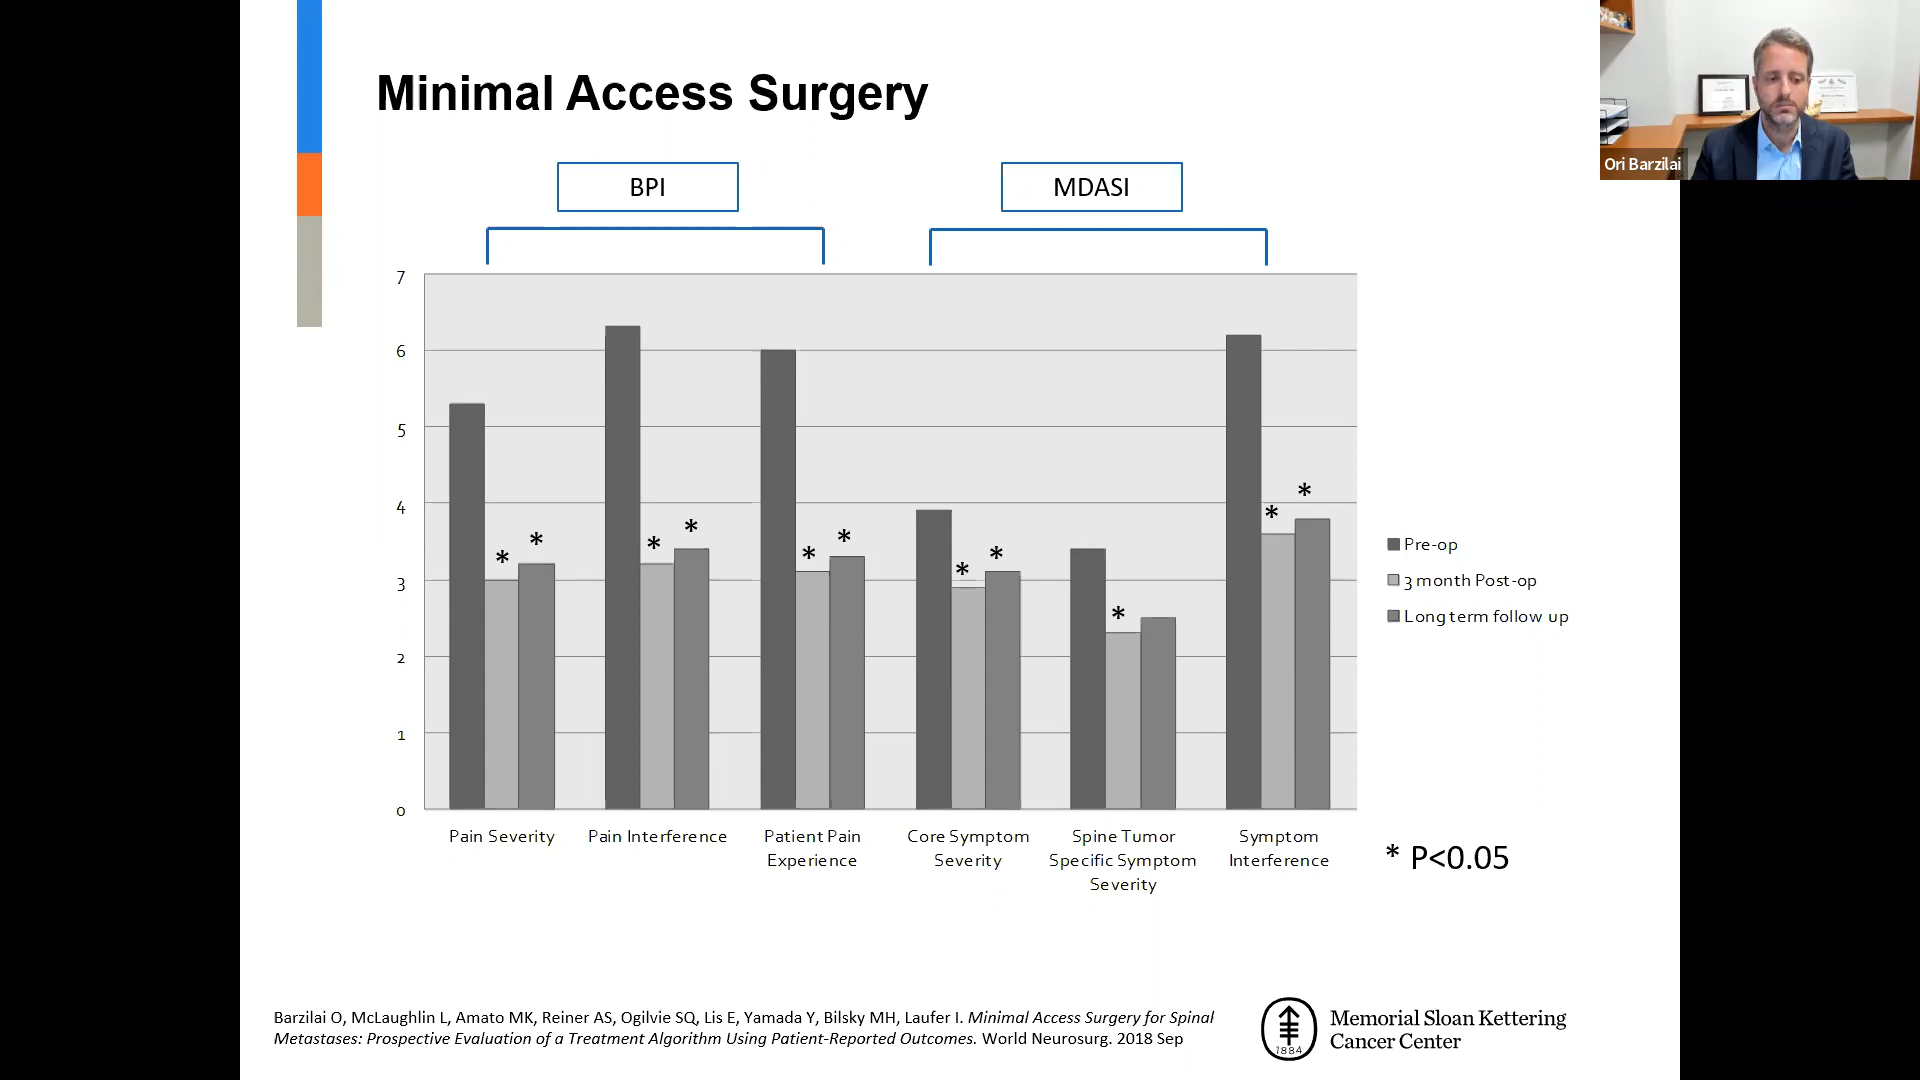 Minimal Access Surgery
Ori Barzilai
BPI
MDASI
7
6
5
4
3
2
1
0
* *
* *
* *
* *
*
* *
Pre-op
3 month Post-op
Long term follow up
Pain Severity
Pain Interference
Patient Pain
Experience
Core Symptom
Severity
Spine Tumor
Specific Symptom
Severity
Symptom
Interference
* P<0.05
Barzilai O, McLaughlin L, Amato MK, Reiner AS, Ogilvie SQ, Lis E, Yamada Y, Bilsky MH, Laufer I. Minimal Access Surgery for Spinal
Metastases: Prospective Evaluation of a Treatment Algorithm Using Patient-Reported Outcomes. World Neurosurg. 2018 Sep
1884
Memorial Sloan Kettering
Cancer Center